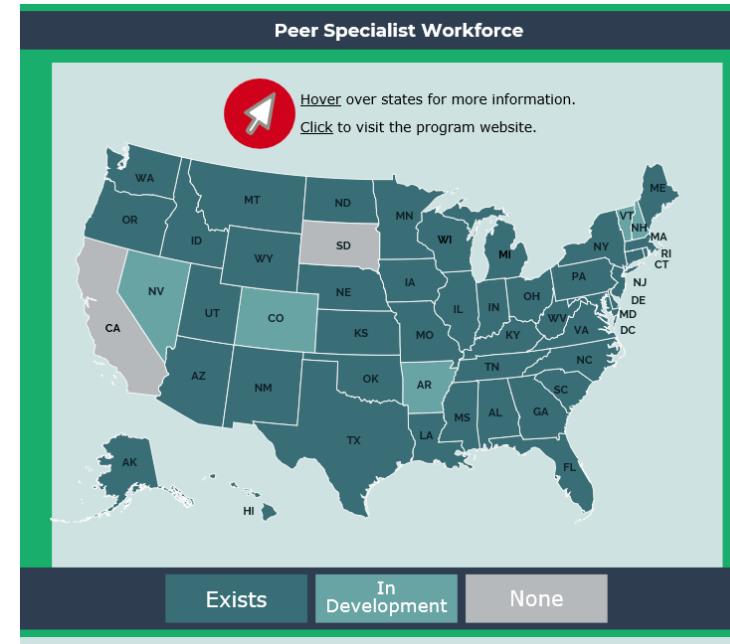 Peer Specialist Workforce
Hover over states for more information.
Click to visit the program website.
WA
MT
ND
MN
ME
OR
ID
WY
SD
WI
MI
NY
VT
NH
MA
RI
CT
NV
UT
CO
NE
IA
IL
IN
OH
PA
NJ
DE
MD
DC
CA
KS
MO
KY
WV
VA
AZ
NM
OK
AR
TN
NC
SC
TX
LA
MS
AL
GA
FL
AK
HI
Exists
In
Development
None